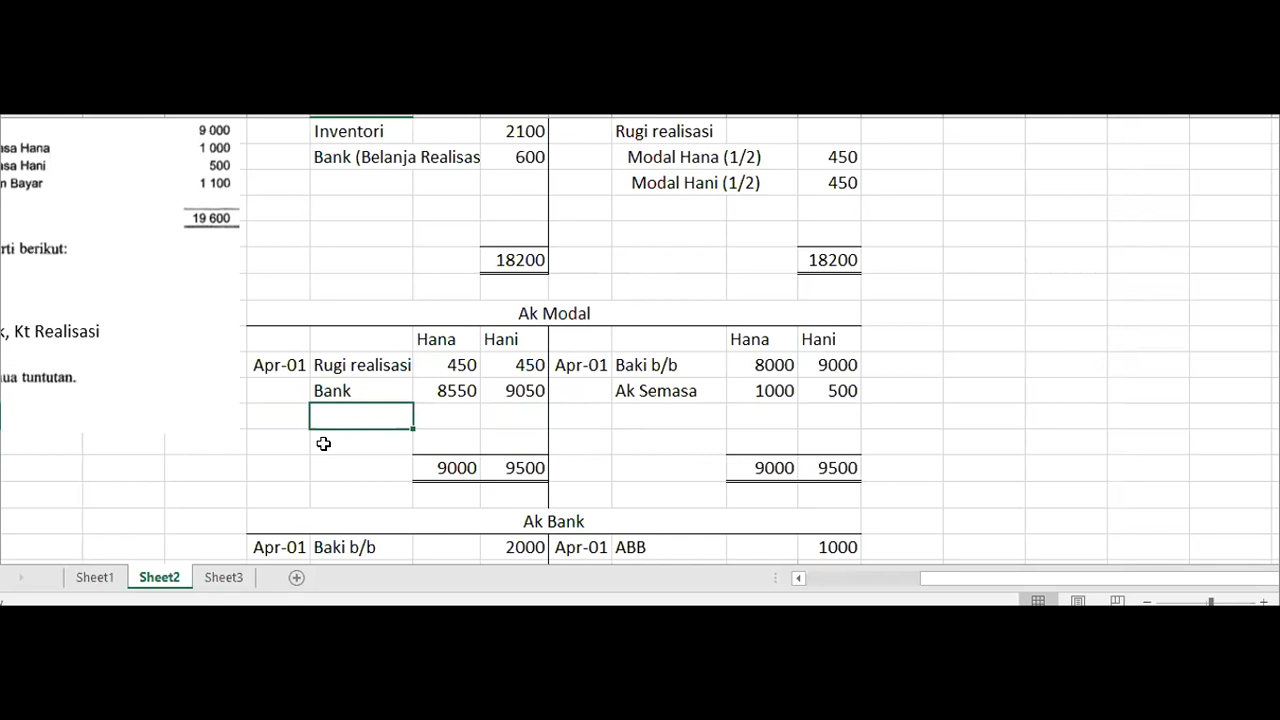 9 000
asa Hana 1 000
asa Hani 500
n Bayar 1 100
19 600
rti berikut:
k, Kt Realisasi
nua tuntutan.
Inventori 2100 Rugi realisasi
Bank (Belanja Realisas 600 Modal Hana (1/2) 450
Modal Hani (1/2) 450
18200 18200
Ak Modal
Hana Hani Hana Hani
Apr-01 Rugi realisasi 450 450 Apr-01 Baki b/b 8000 9000
Bank 8550 9050 Ak Semasa 1000 500
9000 9500 9000 9500
Ak Bank
Apr-01 Baki b/b 2000 Apr-01 ABB 1000
Sheet1 Sheet2 Sheet3